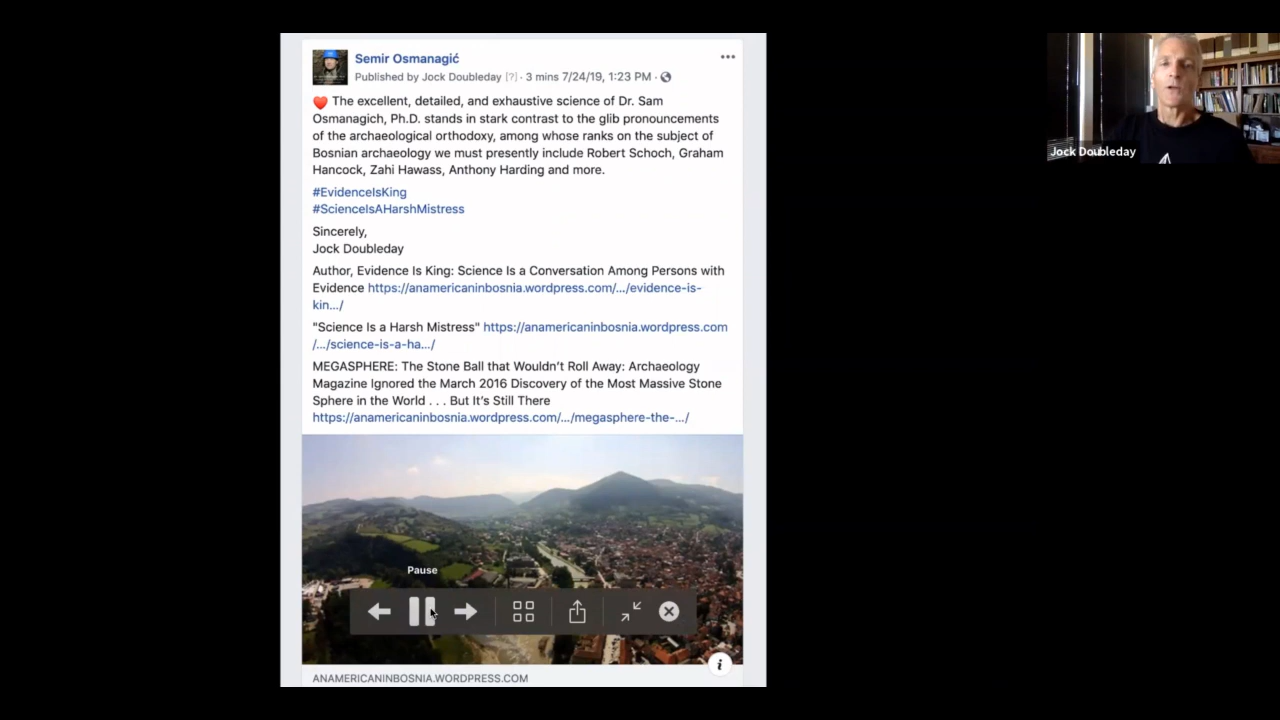 Semir Osmanagić
Published by Jock Doubleday [?] · 3 mins 7/24/19, 1:23 PM ·
❤️ The excellent, detailed, and exhaustive science of Dr. Sam
Osmanagich, Ph.D. stands in stark contrast to the glib pronouncements
of the archaeological orthodoxy, among whose ranks on the subject of
Bosnian archaeology we must presently include Robert Schoch, Graham
Hancock, Zahi Hawass, Anthony Harding and more.
#EvidenceIsKing
#ScienceIsAHarshMistress
Sincerely,
Jock Doubleday
Author, Evidence Is King: Science Is a Conversation Among Persons with
Evidence https://anamericaninbosnia.wordpress.com/.../evidence-is-
kin.../
"Science Is a Harsh Mistress" https://anamericaninbosnia.wordpress.com
/.../science-is-a-ha.../
MEGASPHERE: The Stone Ball that Wouldn't Roll Away: Archaeology
Magazine Ignored the March 2016 Discovery of the Most Massive Stone
Sphere in the World . . . But It's Still There
https://anamericaninbosnia.wordpress.com/.../megasphere-the-.../
Pause
ANAMERICANINBOSNIA.WORDPRESS.COM
Jock Doubleday